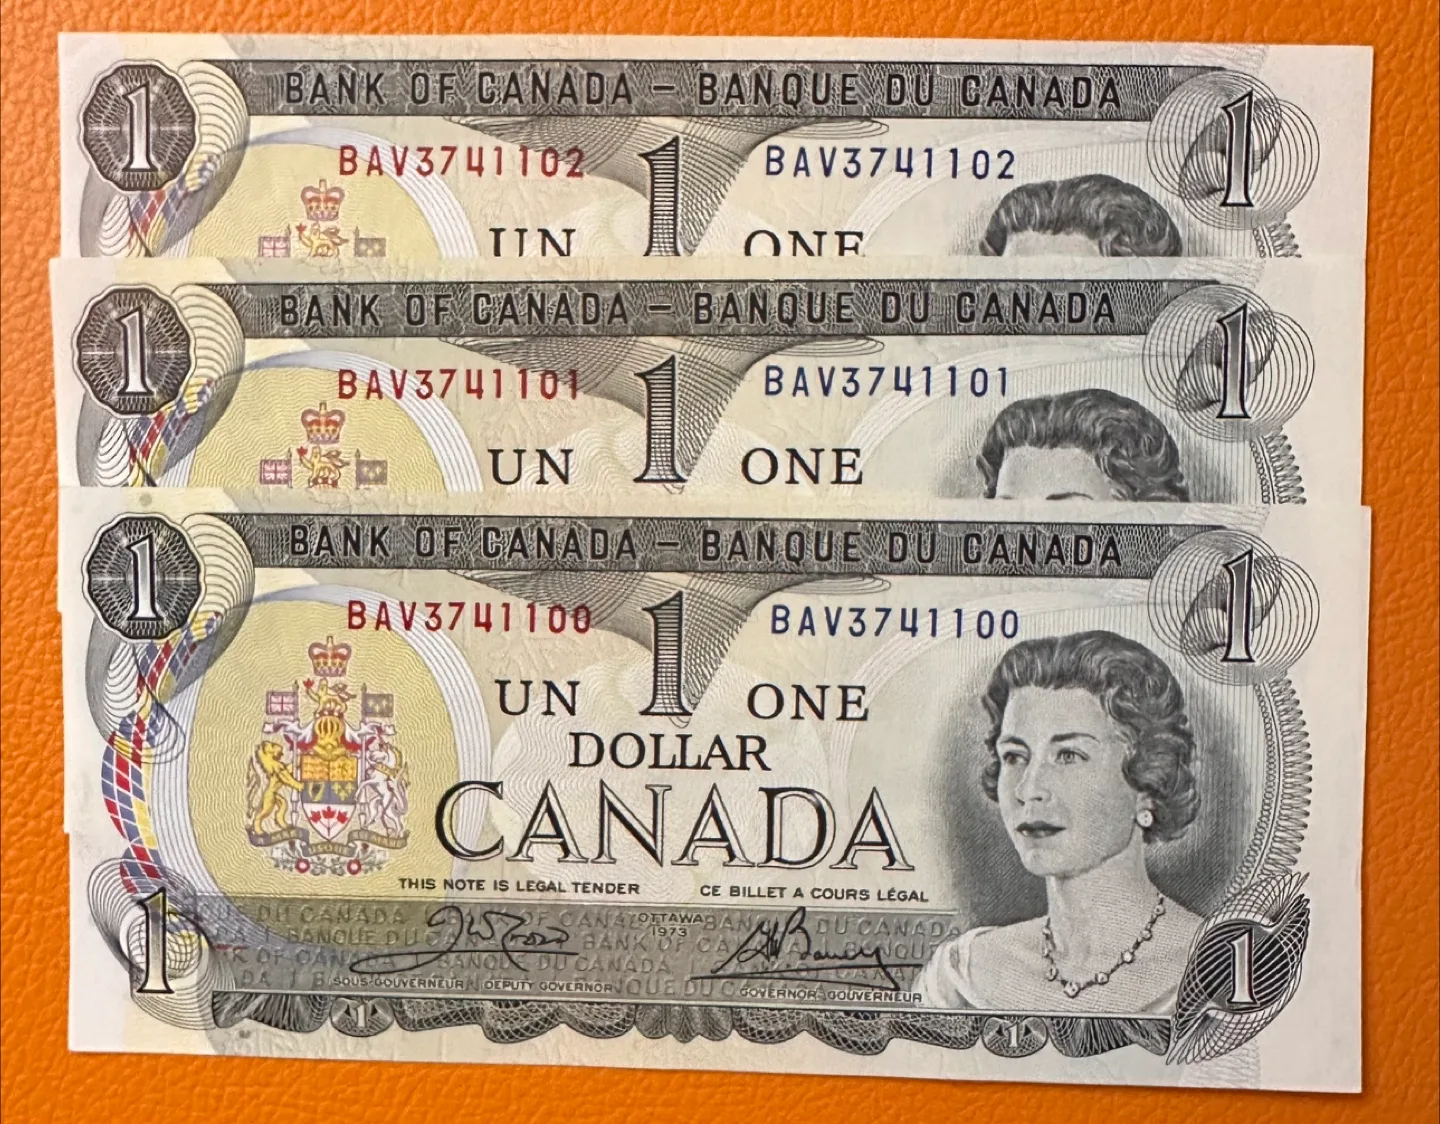 1 BANK OF CANADA – BANQUE DU CANADA 1
BAV3741102 1 BAV3741102
UN ONE
1 BANK OF CANADA – BANQUE DU CANADA 1
BAV3741101 1 BAV3741101
UN ONE
1 BANK OF CANADA – BANQUE DU CANADA 1
BAV3741100 1 BAV3741100
UN ONE
DOLLAR
CANADA
THIS NOTE IS LEGAL TENDER CE BILLET A COURS LÉGAL
OTTAWA
1973
1 1
SOUS-GOUVERNEUR DEPUTY GOVERNOR GOVERNOR-GOUVERNEUR
1 1